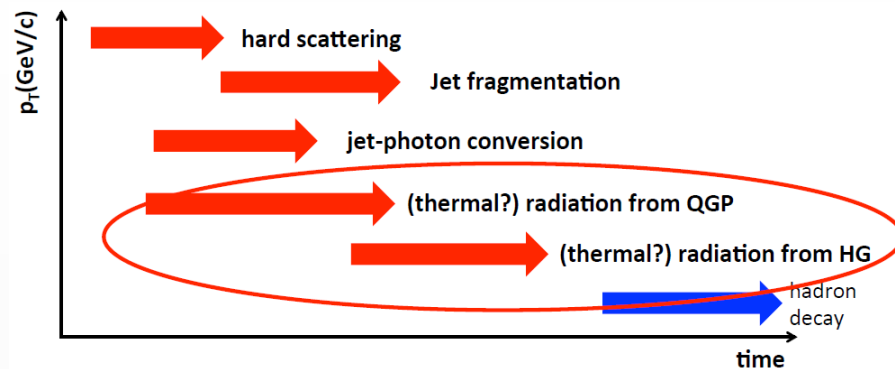 pT(GeV/c)
hard scattering
Jet fragmentation
jet-photon conversion
(thermal?) radiation from QGP
(thermal?) radiation from HG
hadron
decay
time